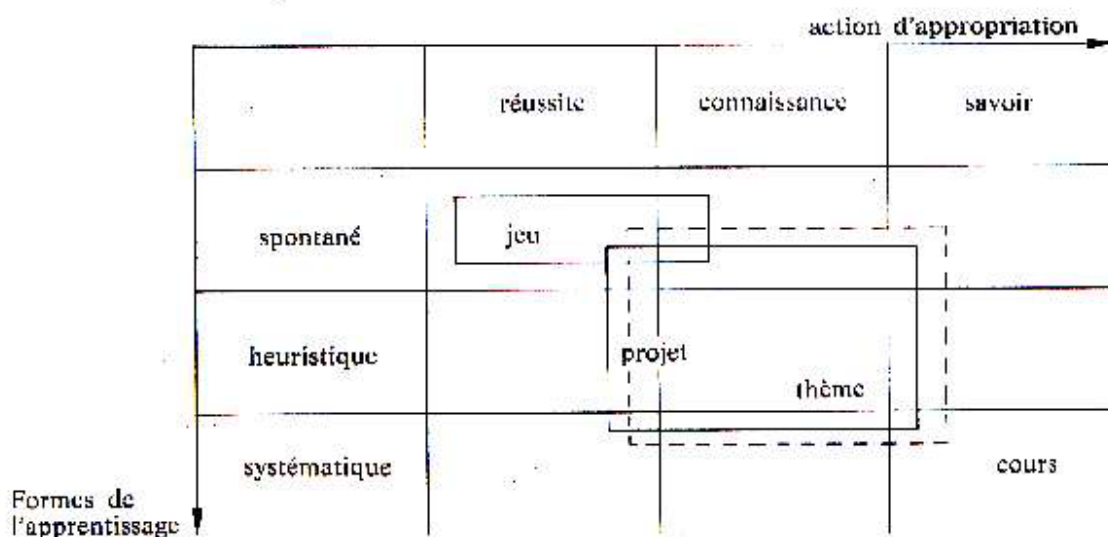 action d'appropriation
réussite connaissance savoir
spontané jeu
heuristique projet
thème
systématique cours
Formes de
l'apprentissage